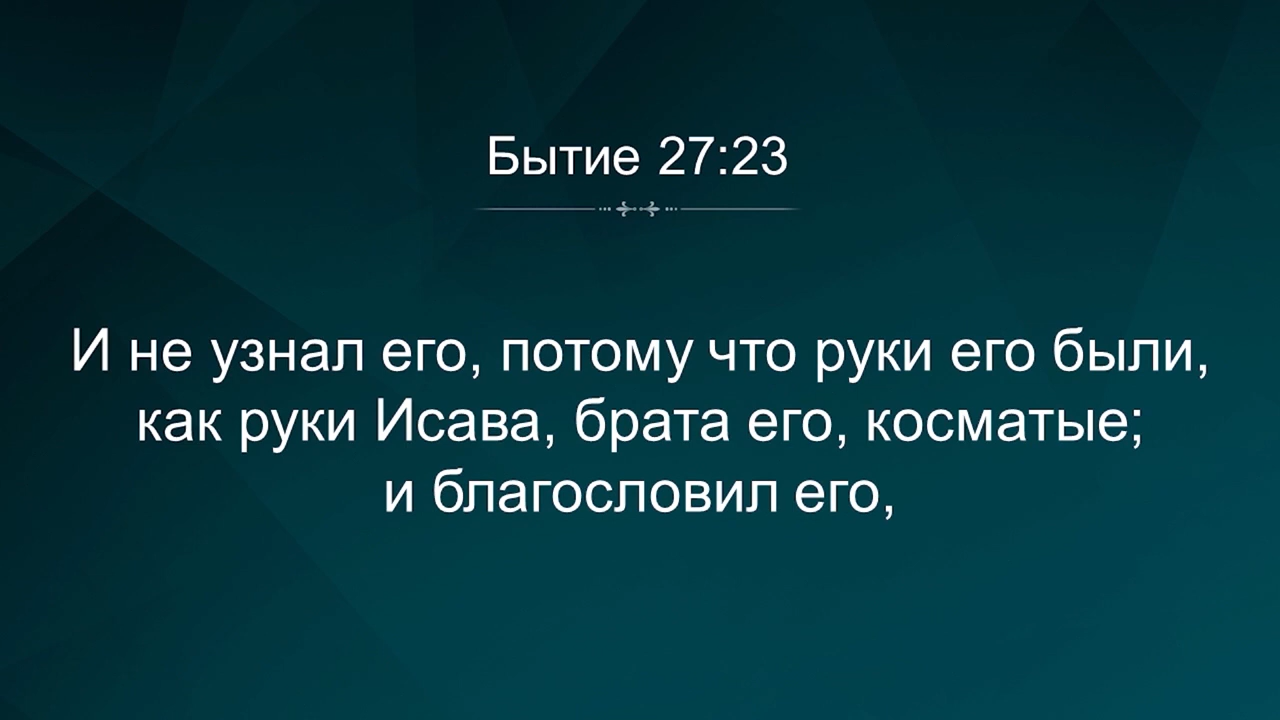 Бытие 27:23
И не узнал его, потому что руки его были,
как руки Исава, брата его, косматые;
и благословил его,